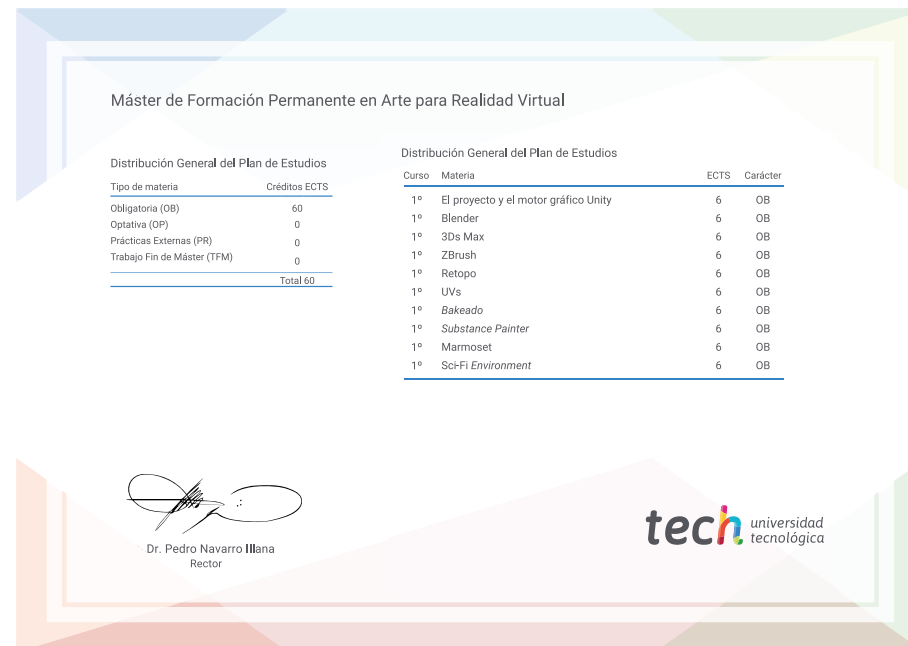 Máster de Formación Permanente en Arte para Realidad Virtual
Distribución General del Plan de Estudios
Tipo de materia Créditos ECTS
Obligatoria (OB) 60
Optativa (OP) 0
Prácticas Externas (PR) 0
Trabajo Fin de Máster (TFM) 0
Total 60
Distribución General del Plan de Estudios
Curso Materia ECTS Carácter
1º El proyecto y el motor gráfico Unity 6 OB
1º Blender 6 OB
1º 3Ds Max 6 OB
1º ZBrush 6 OB
1º Retopo 6 OB
1º UVs 6 OB
1º Bakeado 6 OB
1º Substance Painter 6 OB
1º Marmoset 6 OB
1º Sci-Fi Environment 6 OB
Dr. Pedro Navarro Illana
Rector
tech universidad
tecnológica